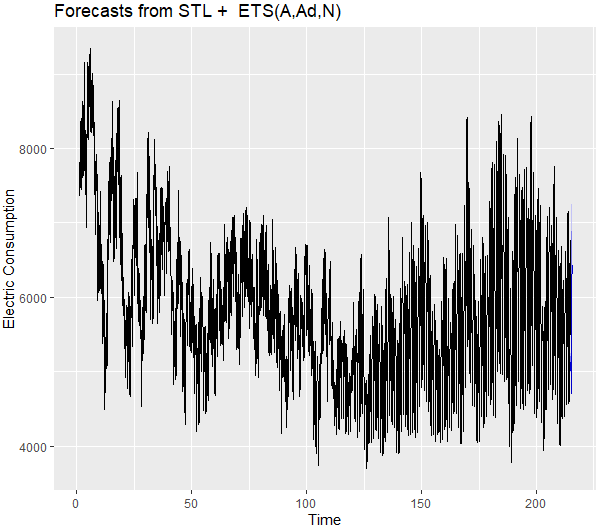 Forecasts from STL +  ETS(A,Ad,N)
Electric Consumption
8000
6000
4000
0
50
100
150
200
Time